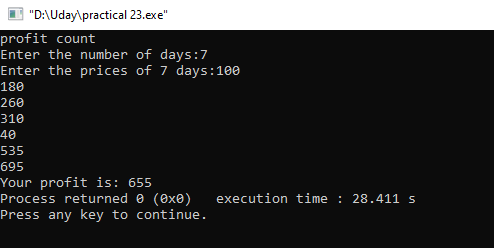 "D:\Uday\practical 23.exe"
profit count
Enter the number of days:7
Enter the prices of 7 days:100
180
260
310
40
535
695
Your profit is: 655
Process returned 0 (0x0)   execution time : 28.411 s
Press any key to continue.